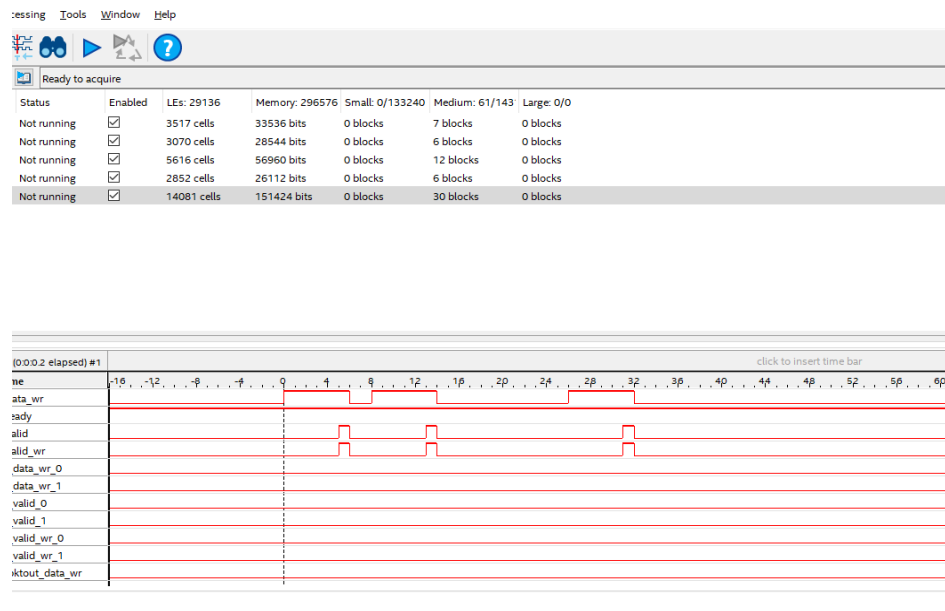 cessing Tools Window Help
?
Ready to acquire
Status Enabled LEs: 29136 Memory: 296576 Small: 0/133240 Medium: 61/143 Large: 0/0
Not running 3517 cells 33536 bits 0 blocks 7 blocks 0 blocks
Not running 3070 cells 28544 bits 0 blocks 6 blocks 0 blocks
Not running 5616 cells 56960 bits 0 blocks 12 blocks 0 blocks
Not running 2852 cells 26112 bits 0 blocks 6 blocks 0 blocks
Not running 14081 cells 151424 bits 0 blocks 30 blocks 0 blocks
(0:0:0.2 elapsed) #1 click to insert time bar
me -16 -12 -8 -4 0 4 8 12 16 20 24 28 32 36 40 44 48 52 56 60
ata_wr
eady
alid
alid_wr
data_wr_0
data_wr_1
valid_0
valid_1
valid_wr_0
valid_wr_1
oktout_data_wr